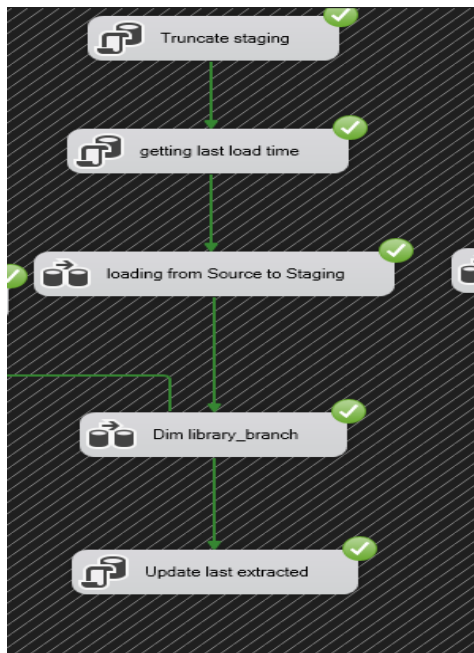 Truncate staging
getting last load time
loading from Source to Staging
Dim library_branch
Update last extracted